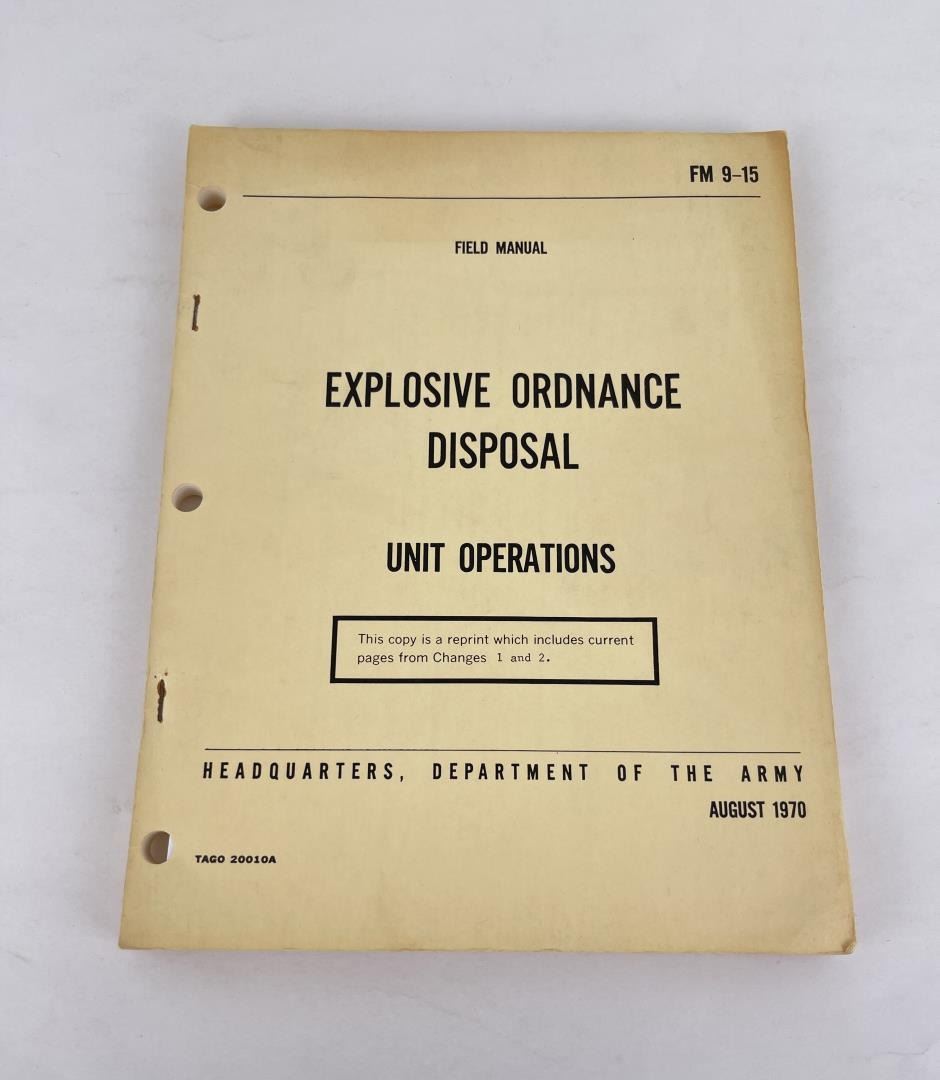 FM 9–15
FIELD MANUAL
EXPLOSIVE ORDNANCE
DISPOSAL
UNIT OPERATIONS
This copy is a reprint which includes current
pages from Changes 1 and 2.
HEADQUARTERS, DEPARTMENT OF THE ARMY
AUGUST 1970
TAGO 20010A